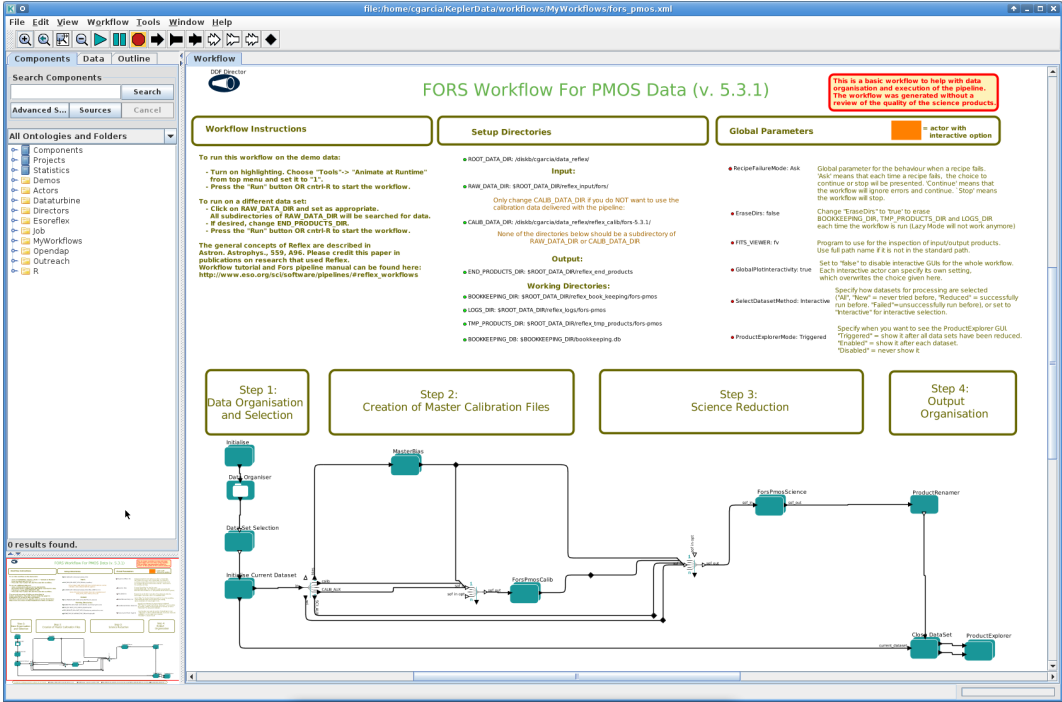 file:/home/cgarcia/KeplerData/workflows/MyWorkflows/fors_pmos.xml
File Edit View Workflow Tools Window Help
Components Data Outline
Workflow
Search Components
Search
Advanced S... Sources Cancel
All Ontologies and Folders
Components
Projects
Statistics
Demos
Actors
Dataturbine
Directors
Esoreflex
Job
MyWorkflows
Opendap
Outreach
R
0 results found.
DDF Director
FORS Workflow For PMOS Data (v. 5.3.1)
This is a basic workflow to help with data
organisation and execution of the pipeline.
The workflow was generated without a
review of the quality of the science products.
Workflow Instructions
To run this workflow on the demo data:
- Turn on highlighting. Choose "Tools"-> "Animate at Runtime"
from top menu and set it to "1".
- Press the "Run" button OR cntrl-R to start the workflow.
To run on a different data set:
- Click on RAW_DATA_DIR and set as appropriate.
- All subdirectories of RAW_DATA_DIR will be searched for data.
- If desired, change END_PRODUCTS_DIR.
- Press the "Run" button OR cntrl-R to start the workflow.
The general concepts of Reflex are described in
Astron. Astrophys., 559, A96. Please credit this paper in
publications on research that used Reflex.
Workflow tutorial and Fors pipeline manual can be found here:
http://www.eso.org/sci/software/pipelines/#reflex_workflows
Setup Directories
ROOT_DATA_DIR: /diskb/cgarcia/data_reflex/
Input:
RAW_DATA_DIR: $ROOT_DATA_DIR/reflex_input/fors/
Only change CALIB_DATA_DIR if you do NOT want to use the
calibration data delivered with the pipeline:
CALIB_DATA_DIR: /diskb/cgarcia/data_reflex/reflex_calib/fors-5.3.1/
None of the directories below should be a subdirectory of
RAW_DATA_DIR or CALIB_DATA_DIR
Output:
END_PRODUCTS_DIR: $ROOT_DATA_DIR/reflex_end_products
Working Directories:
BOOKKEEPING_DIR: $ROOT_DATA_DIR/reflex_book_keeping/fors-pmos
LOGS_DIR: $ROOT_DATA_DIR/reflex_logs/fors-pmos
TMP_PRODUCTS_DIR: $ROOT_DATA_DIR/reflex_tmp_products/fors-pmos
BOOKKEEPING_DB: $BOOKKEEPING_DIR/bookkeeping.db
Global Parameters
= actor with
interactive option
RecipeFailureMode: Ask
Global parameter for the behaviour when a recipe fails.
'Ask' means that each time a recipe fails, the choice to
continue or stop wil be presented. 'Continue' means that
the workflow will ignore errors and continue. 'Stop' means
the workflow will stop.
EraseDirs: false
Change "EraseDirs" to 'true' to erase
BOOKKEEPING_DIR, TMP_PRODUCTS_DIR and LOGS_DIR
each time the workflow is run (Lazy Mode will not work anymore)
FITS_VIEWER: fv
Program to use for the inspection of input/output products.
Use full path name if it is not in the standard path.
GlobalPlotInteractivity: true
Set to "false" to disable interactive GUIs for the whole workflow.
Each interactive actor can specify its own setting,
which overwrites the choice given here.
SelectDatasetMethod: Interactive
Specify how datasets for processing are selected
("All", "New" = never tried before, "Reduced" = successfully
run before. "Failed"=unsuccessfully run before), or set to
"Interactive" for interactive selection.
ProductExplorerMode: Triggered
Specify when you want to see the ProductExplorer GUI
"Triggered" = show it after all data sets have been reduced.
"Enabled" = show it after each dataset.
"Disabled" = never show it
Step 1:
Data Organisation
and Selection
Step 2:
Creation of Master Calibration Files
Step 3:
Science Reduction
Step 4:
Output
Organisation
Initialise
Data Organiser
DataSet Selection
Initialise Current Dataset
MasterBias
ForsPmosCalib
ForsPmosScience
ProductRenamer
Close DataSet
ProductExplorer